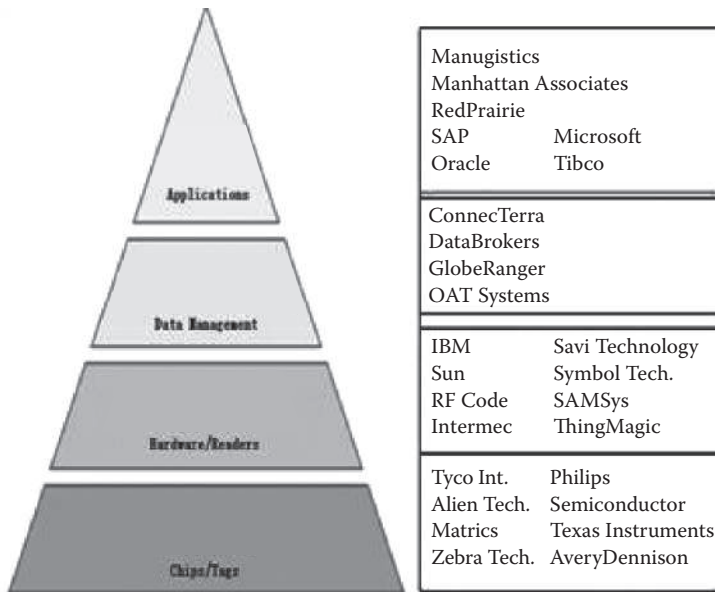 Applications
Data Management
Hardware/Renders
Chips/Tags
Manugistics
Manhattan Associates
RedPrairie
SAP Microsoft
Oracle Tibco
ConnecTerra
DataBrokers
GlobeRanger
OAT Systems
IBM Savi Technology
Sun Symbol Tech.
RF Code SAMSys
Intermec ThingMagic
Tyco Int. Philips
Alien Tech. Semiconductor
Matrics Texas Instruments
Zebra Tech. AveryDennison